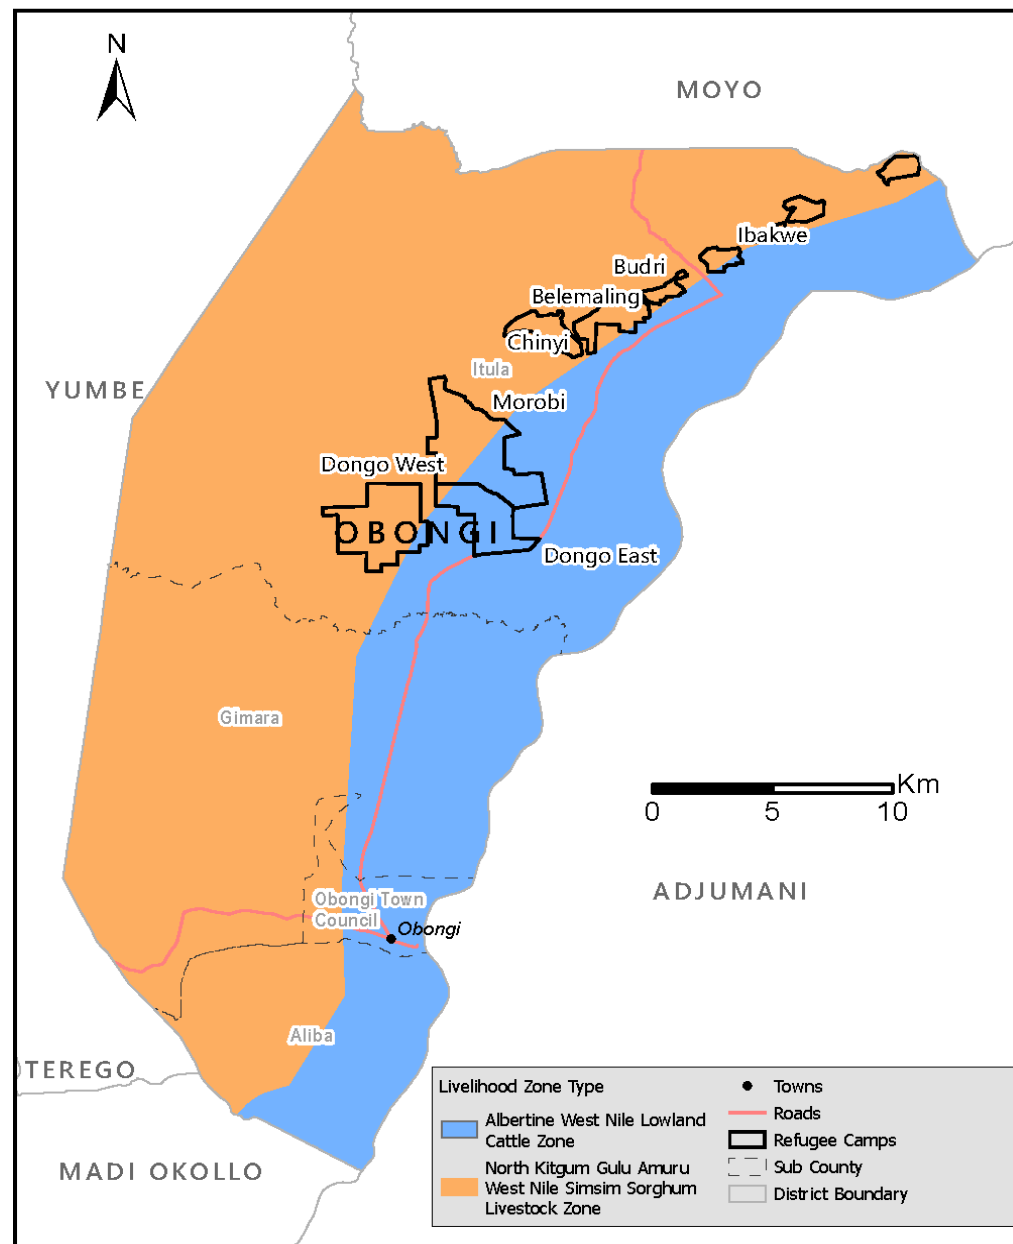 N
MOYO
Ibakwe
Budri
Belemaling
Chinyi
Itula
YUMBE
Morobi
Dongo West
OBONGI
Dongo East
Gimara
Km
0 5 10
ADJUMANI
Obongi Town
Council
Obongi
Aliba
TEREGO
MADI OKOLLO
Livelihood Zone Type
Albertine West Nile Lowland
Cattle Zone
North Kitgum Gulu Amuru
West Nile Simsim Sorghum
Livestock Zone
Towns
Roads
Refugee Camps
Sub County
District Boundary